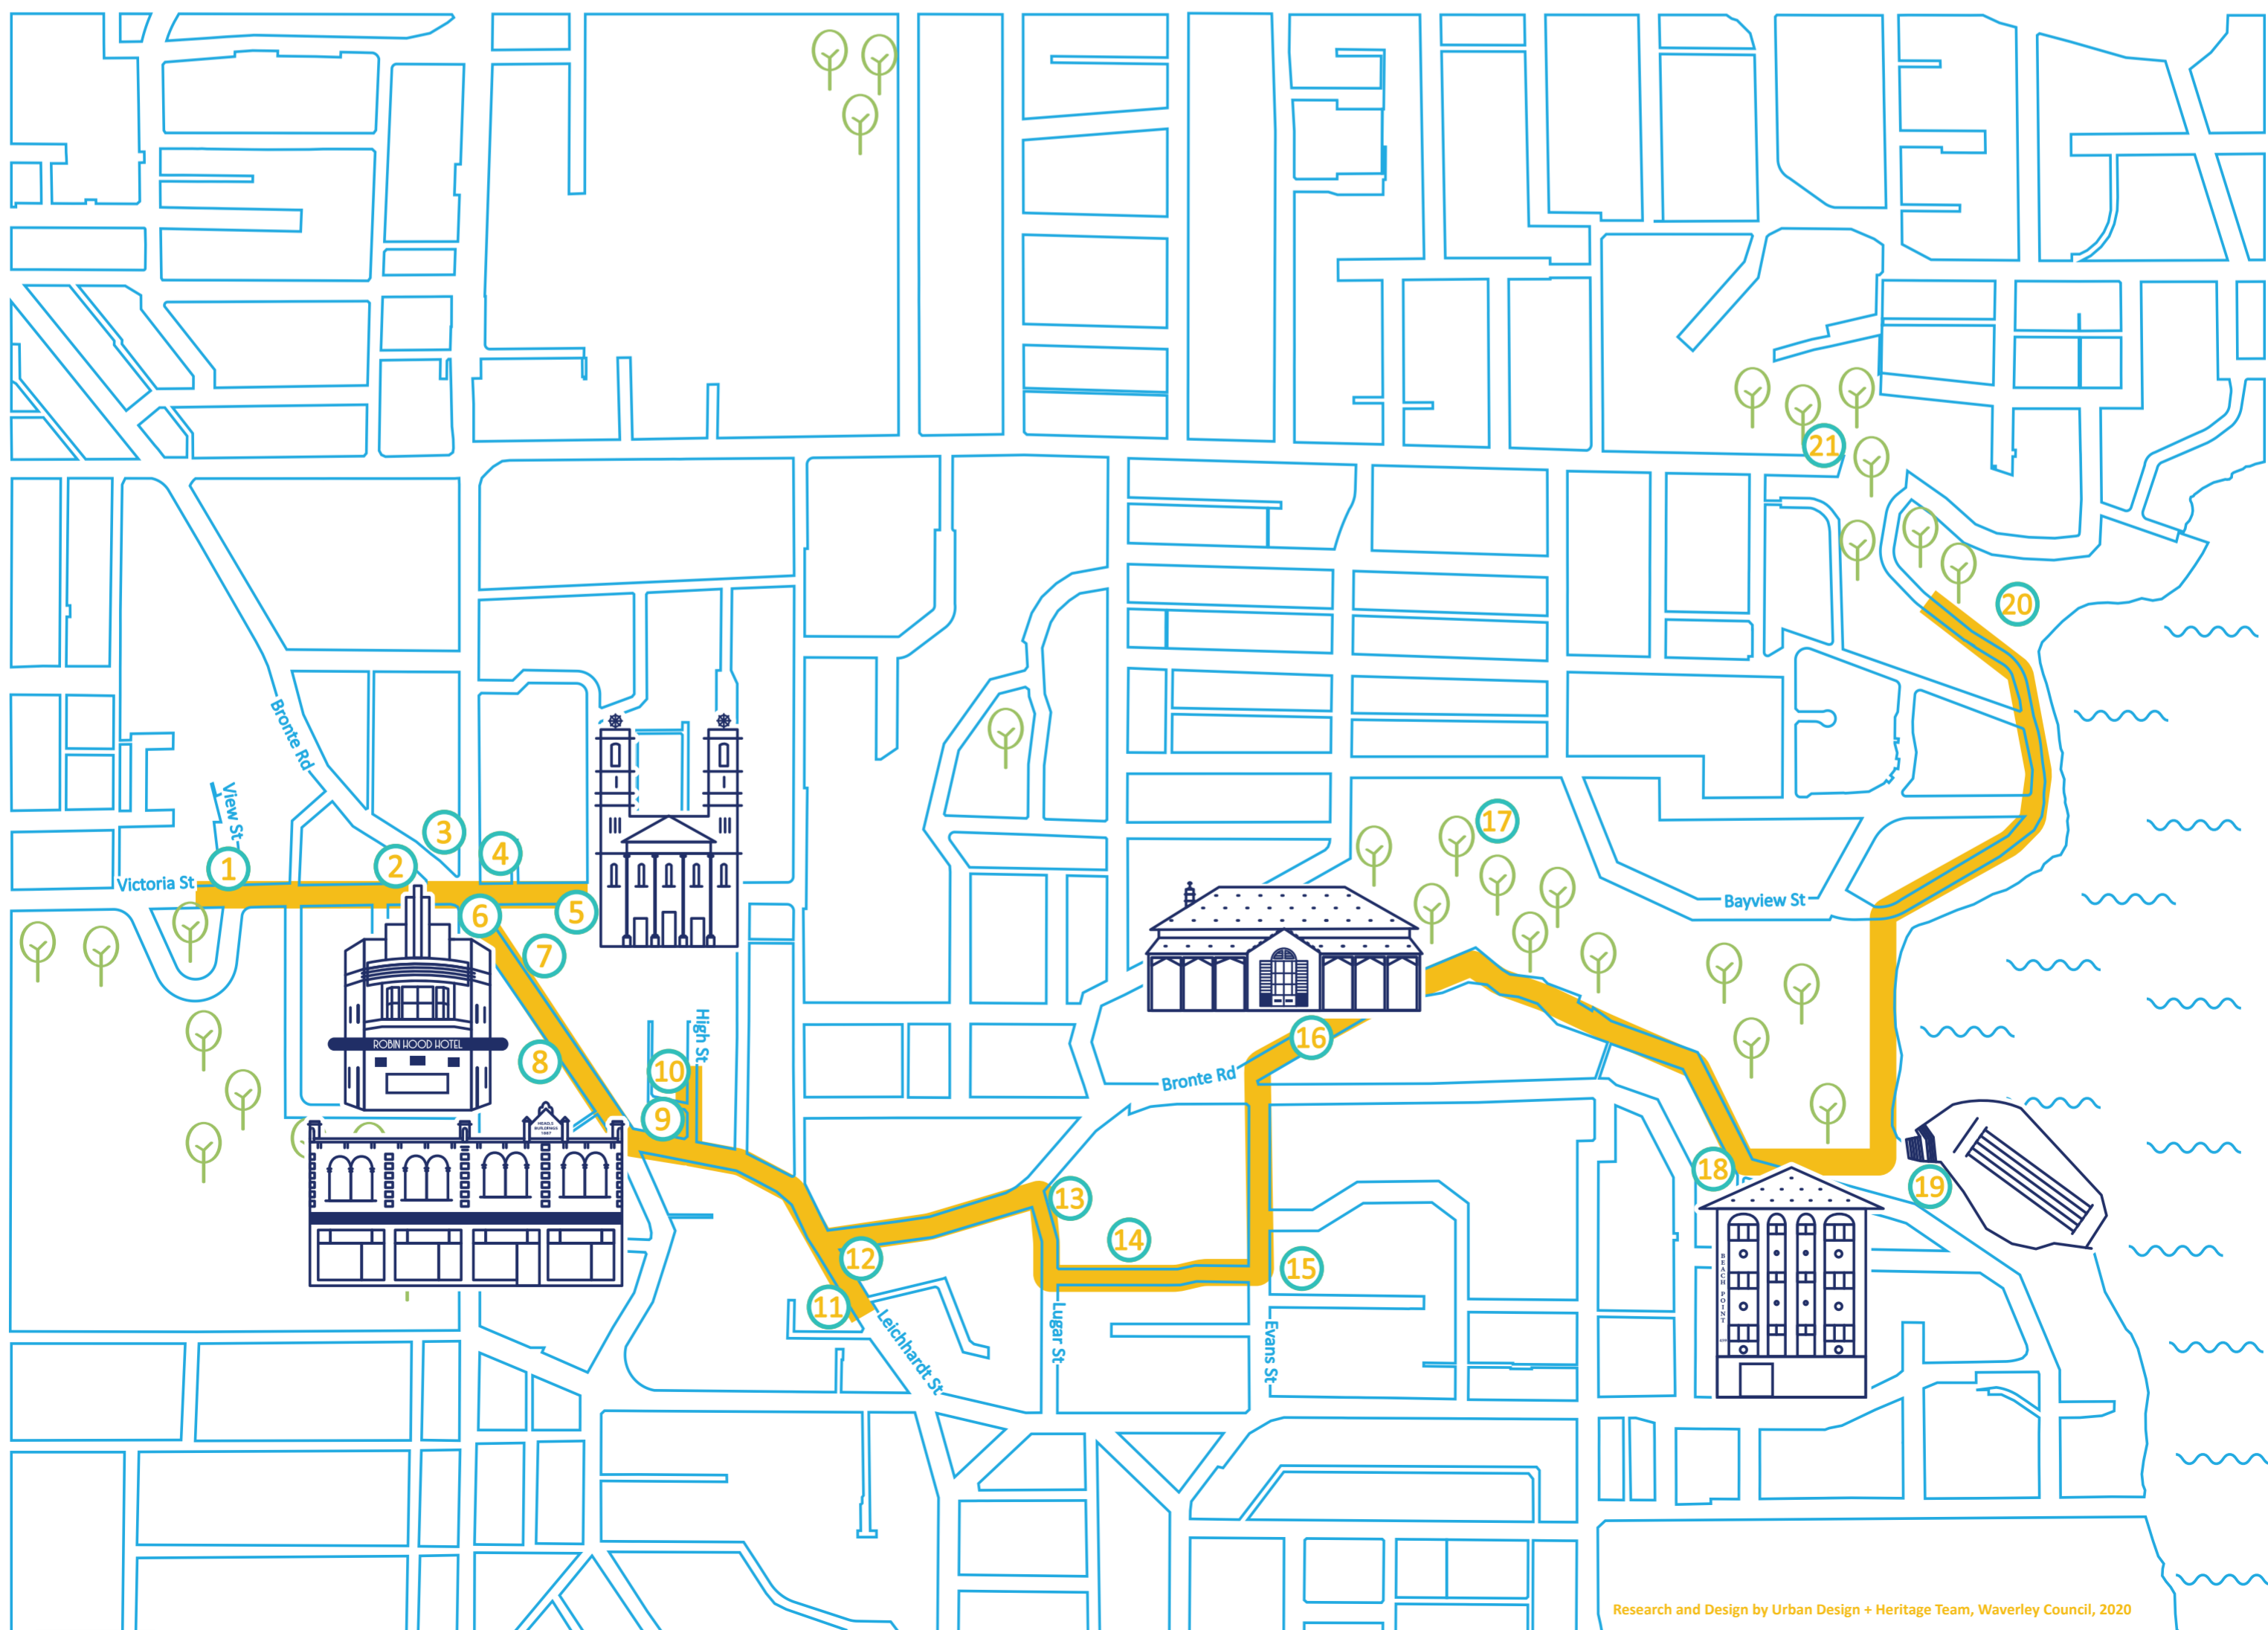 21
20
Bronte Rd
View St
3
17
4
2
1
Victoria St
Bayview St
5
6
7
ROBIN HOOD HOTEL
High St
16
8
10
Bronte Rd
9
18
19
13
14
12
15
11
BEACH POINT
Leichhardt St
Lugar St
Evans St
Research and Design by Urban Design + Heritage Team, Waverley Council, 2020